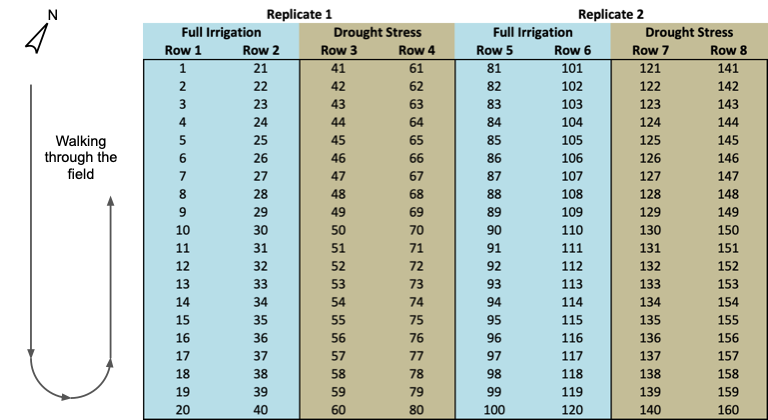 N
Replicate 1 Replicate 2
Full Irrigation Drought Stress Full Irrigation Drought Stress
Row 1 Row 2 Row 3 Row 4 Row 5 Row 6 Row 7 Row 8
1 21 41 61 81 101 121 141
2 22 42 62 82 102 122 142
3 23 43 63 83 103 123 143
4 24 44 64 84 104 124 144
5 25 45 65 85 105 125 145
6 26 46 66 86 106 126 146
7 27 47 67 87 107 127 147
8 28 48 68 88 108 128 148
9 29 49 69 89 109 129 149
10 30 50 70 90 110 130 150
11 31 51 71 91 111 131 151
12 32 52 72 92 112 132 152
13 33 53 73 93 113 133 153
14 34 54 74 94 114 134 154
15 35 55 75 95 115 135 155
16 36 56 76 96 116 136 156
17 37 57 77 97 117 137 157
18 38 58 78 98 118 138 158
19 39 59 79 99 119 139 159
20 40 60 80 100 120 140 160
Walking
through the
field